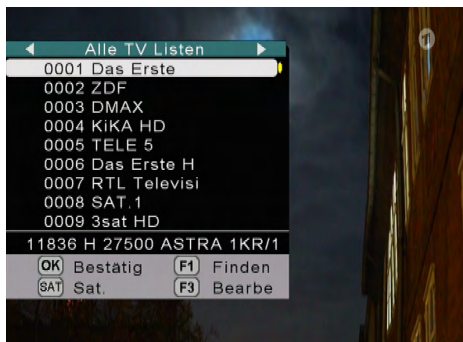 Alle TV Listen
0001 Das Erste
0002 ZDF
0003 DMAX
0004 KiKA HD
0005 TELE 5
0006 Das Erste H
0007 RTL Televisi
0008 SAT.1
0009 3sat HD
11836 H 27500 ASTRA 1KR/1
OK Bestätig F1 Finden
SAT Sat. F3 Bearbe
1